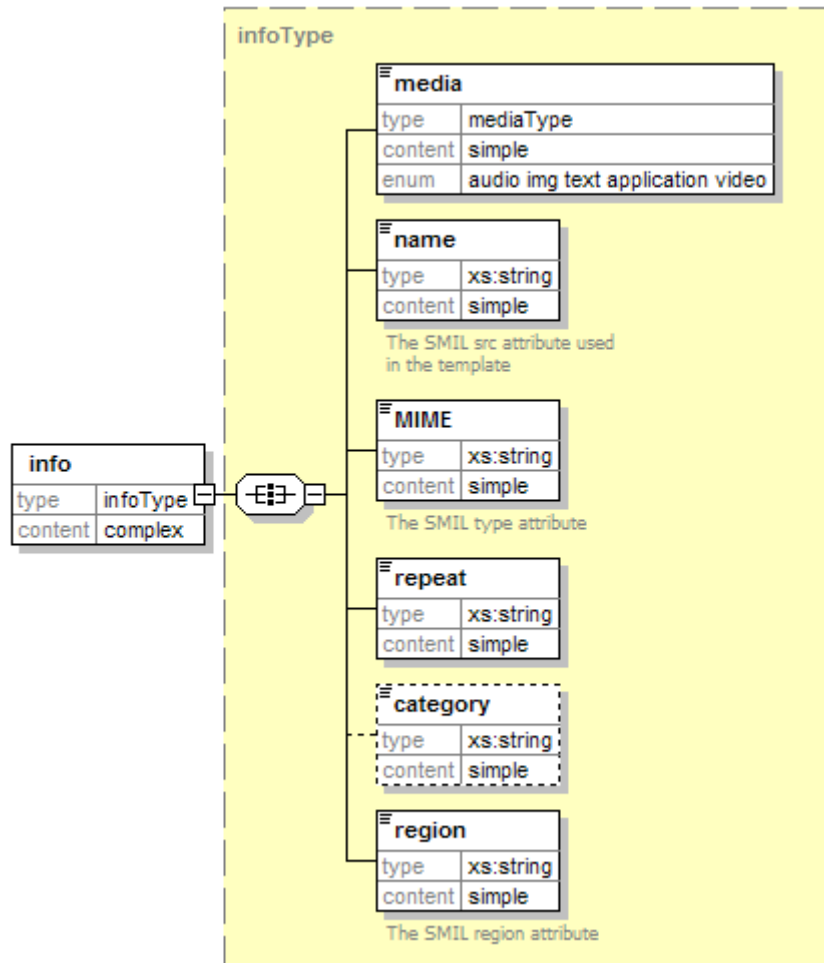 infoType
media
type mediaType
content simple
enum audio img text application video
name
type xs:string
content simple
The SMIL src attribute used
in the template
MIME
type xs:string
content simple
The SMIL type attribute
info
type infoType
content complex
repeat
type xs:string
content simple
category
type xs:string
content simple
region
type xs:string
content simple
The SMIL region attribute